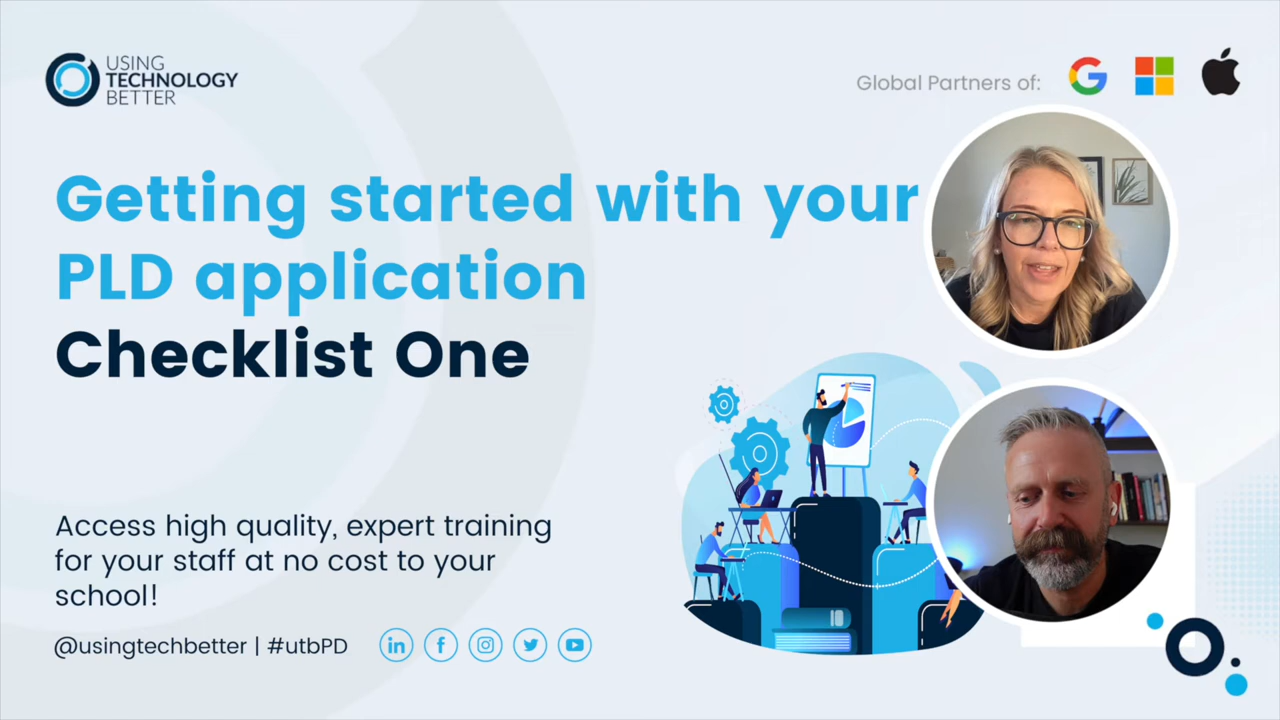 USING
TECHNOLOGY
BETTER
Global Partners of:
Getting started with your
PLD application
Checklist One
Access high quality, expert training
for your staff at no cost to your
school!
@usingtechbetter | #utbPD